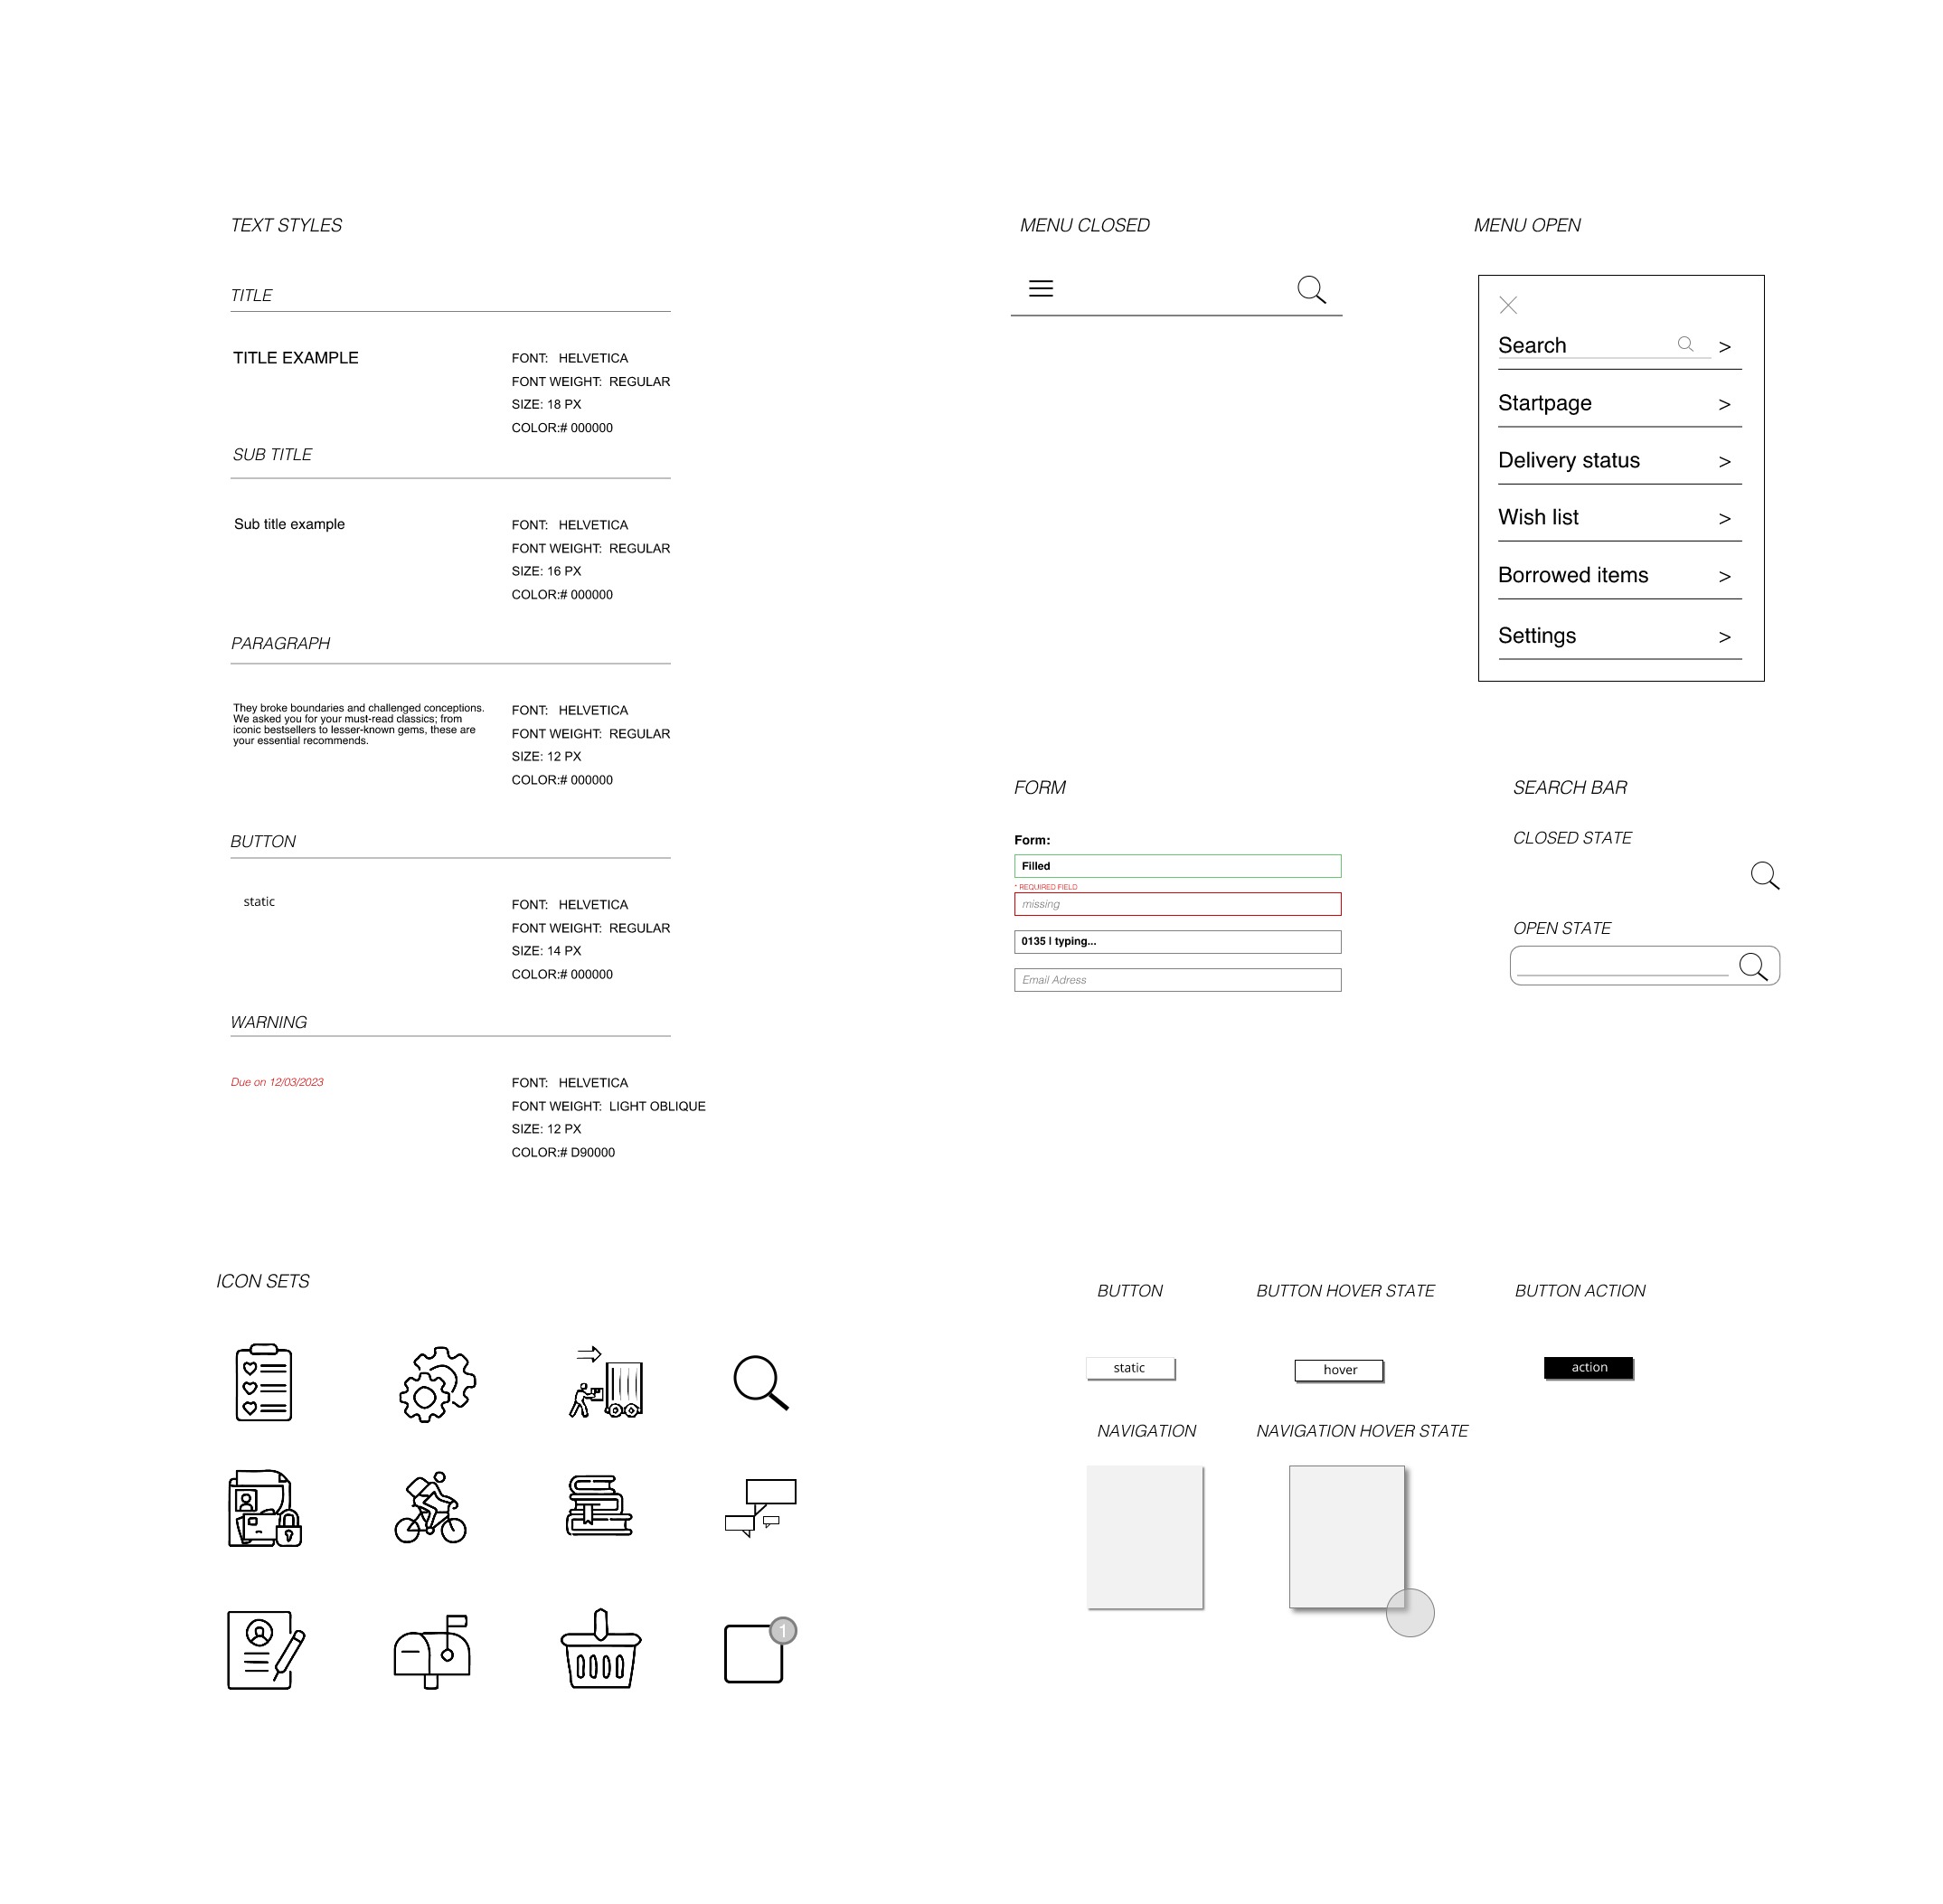 TEXT STYLES
TITLE
TITLE EXAMPLE
FONT: HELVETICA
FONT WEIGHT: REGULAR
SIZE: 18 PX
COLOR:# 000000
SUB TITLE
Sub title example
FONT: HELVETICA
FONT WEIGHT: REGULAR
SIZE: 16 PX
COLOR:# 000000
PARAGRAPH
They broke boundaries and challenged conceptions.
We asked you for your must-read classics; from
iconic bestsellers to lesser-known gems, these are
your essential recommends.
FONT: HELVETICA
FONT WEIGHT: REGULAR
SIZE: 12 PX
COLOR:# 000000
BUTTON
static
FONT: HELVETICA
FONT WEIGHT: REGULAR
SIZE: 14 PX
COLOR:# 000000
WARNING
Due on 12/03/2023
FONT: HELVETICA
FONT WEIGHT: LIGHT OBLIQUE
SIZE: 12 PX
COLOR:# D90000
MENU CLOSED
MENU OPEN
Search >
Startpage >
Delivery status >
Wish list >
Borrowed items >
Settings >
FORM
Form:
Filled
* REQUIRED FIELD
missing
0135 | typing...
Email Adress
SEARCH BAR
CLOSED STATE
OPEN STATE
ICON SETS
1
BUTTON
BUTTON HOVER STATE
BUTTON ACTION
static
hover
action
NAVIGATION
NAVIGATION HOVER STATE